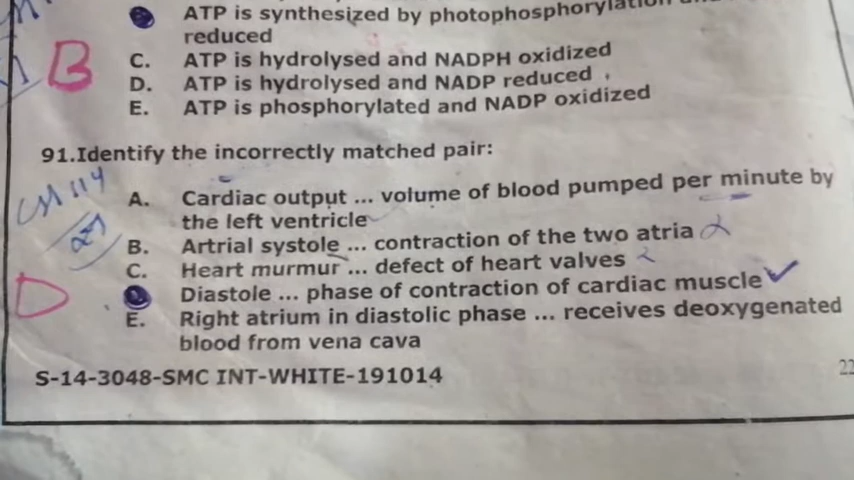 ATP is synthesized by photophosphorylation
reduced
C. ATP is hydrolysed and NADPH oxidized
D. ATP is hydrolysed and NADP reduced
E. ATP is phosphorylated and NADP oxidized
B
91.Identify the incorrectly matched pair:
A. Cardiac output ... volume of blood pumped per minute by
the left ventricle
B. Artrial systole ... contraction of the two atria
C. Heart murmur ... defect of heart valves
D
Diastole ... phase of contraction of cardiac muscle
E. Right atrium in diastolic phase ... receives deoxygenated
blood from vena cava
S-14-3048-SMC INT-WHITE-191014
22